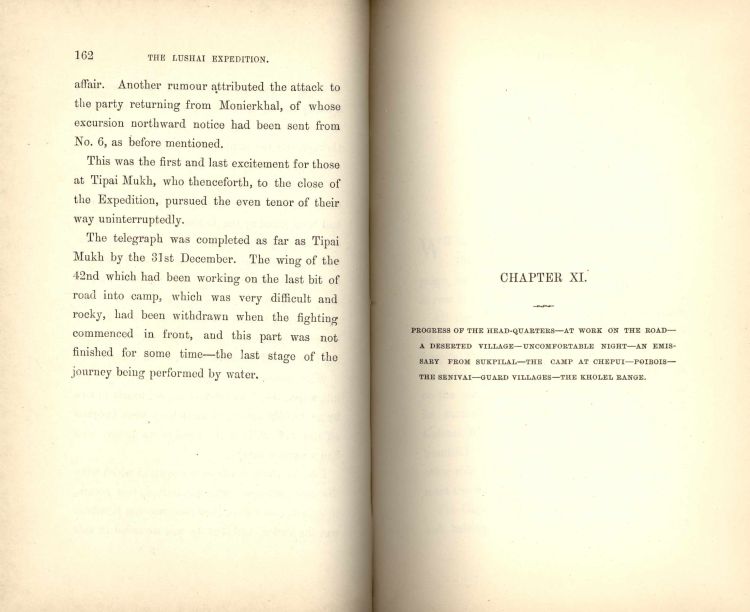 162 THE LUSHAI EXPEDITION.
affair. Another rumour attributed the attack to
the party returning from Monierkhal, of whose
excursion northward notice had been sent from
No. 6, as before mentioned.
This was the first and last excitement for those
at Tipai Mukh, who thenceforth, to the close of
the Expedition, pursued the even tenor of their
way uninterruptedly.
The telegraph was completed as far as Tipai
Mukh by the 31st December. The wing of the
42nd which had been working on the last bit of
road into camp, which was very difficult and
rocky, had been withdrawn when the fighting
commenced in front, and this part was not
finished for some time—the last stage of the
journey being performed by water.
CHAPTER XI.
PROGRESS OF THE HEAD-QUARTERS—AT WORK ON THE ROAD—
A DESERTED VILLAGE—UNCOMFORTABLE NIGHT—AN EMIS-
SARY FROM SUKPILAL—THE CAMP AT CHEPUI—POIBOIS—
THE SENIVAI—GUARD VILLAGES—THE KHOLEL RANGE.